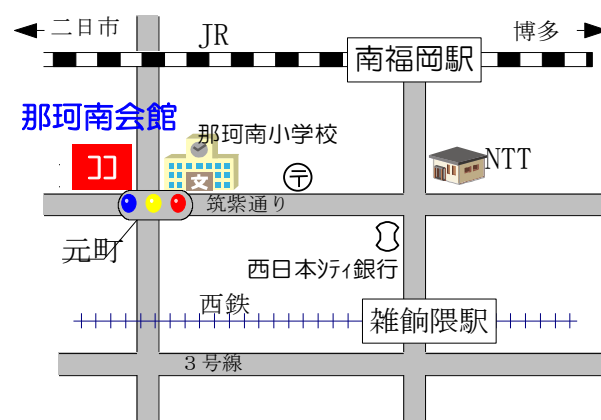 二日市
JR
博多
南福岡駅
那珂南会館
那珂南小学校
ココ
文
〒
NTT
筑紫通り
元町
西日本ｼﾃｨ銀行
西鉄
雑餉隈駅
３号線